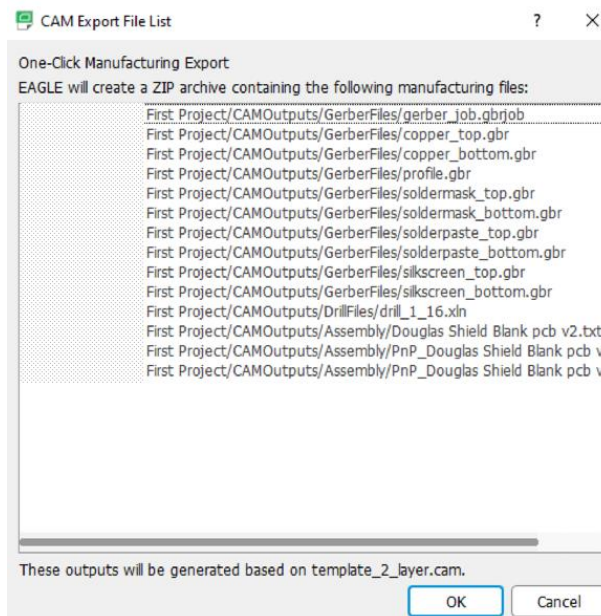 CAM Export File List
?
One-Click Manufacturing Export
EAGLE will create a ZIP archive containing the following manufacturing files:
First Project/CAMOutputs/GerberFiles/gerber_job.gbrjob
First Project/CAMOutputs/GerberFiles/copper_top.gbr
First Project/CAMOutputs/GerberFiles/copper_bottom.gbr
First Project/CAMOutputs/GerberFiles/profile.gbr
First Project/CAMOutputs/GerberFiles/soldermask_top.gbr
First Project/CAMOutputs/GerberFiles/soldermask_bottom.gbr
First Project/CAMOutputs/GerberFiles/solderpaste_top.gbr
First Project/CAMOutputs/GerberFiles/solderpaste_bottom.gbr
First Project/CAMOutputs/GerberFiles/silkscreen_top.gbr
First Project/CAMOutputs/GerberFiles/silkscreen_bottom.gbr
First Project/CAMOutputs/DrillFiles/drill_1_16.xln
First Project/CAMOutputs/Assembly/Douglas Shield Blank pcb v2.txt
First Project/CAMOutputs/Assembly/PnP_Douglas Shield Blank pcb v
First Project/CAMOutputs/Assembly/PnP_Douglas Shield Blank pcb v
These outputs will be generated based on template_2_layer.cam.
OK
Cancel